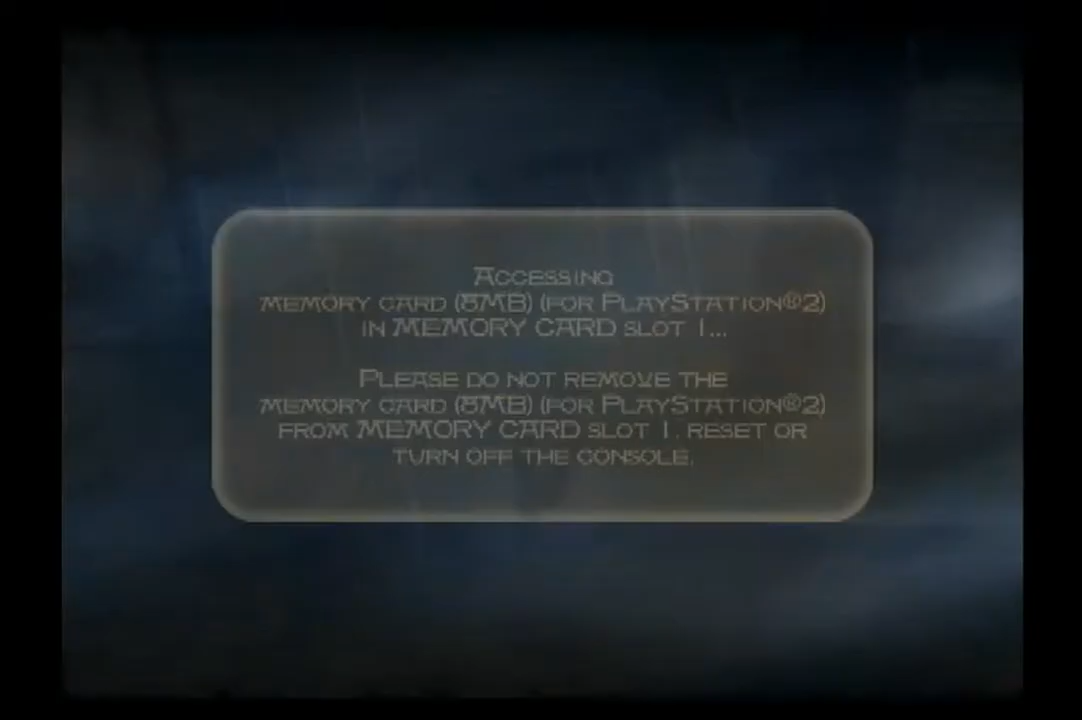 Accessing
memory card (8MB) (for PlayStation®2)
in MEMORY CARD slot 1...
Please do not remove the
memory card (8MB) (for PlayStation®2)
from MEMORY CARD slot 1, reset or
turn off the console.